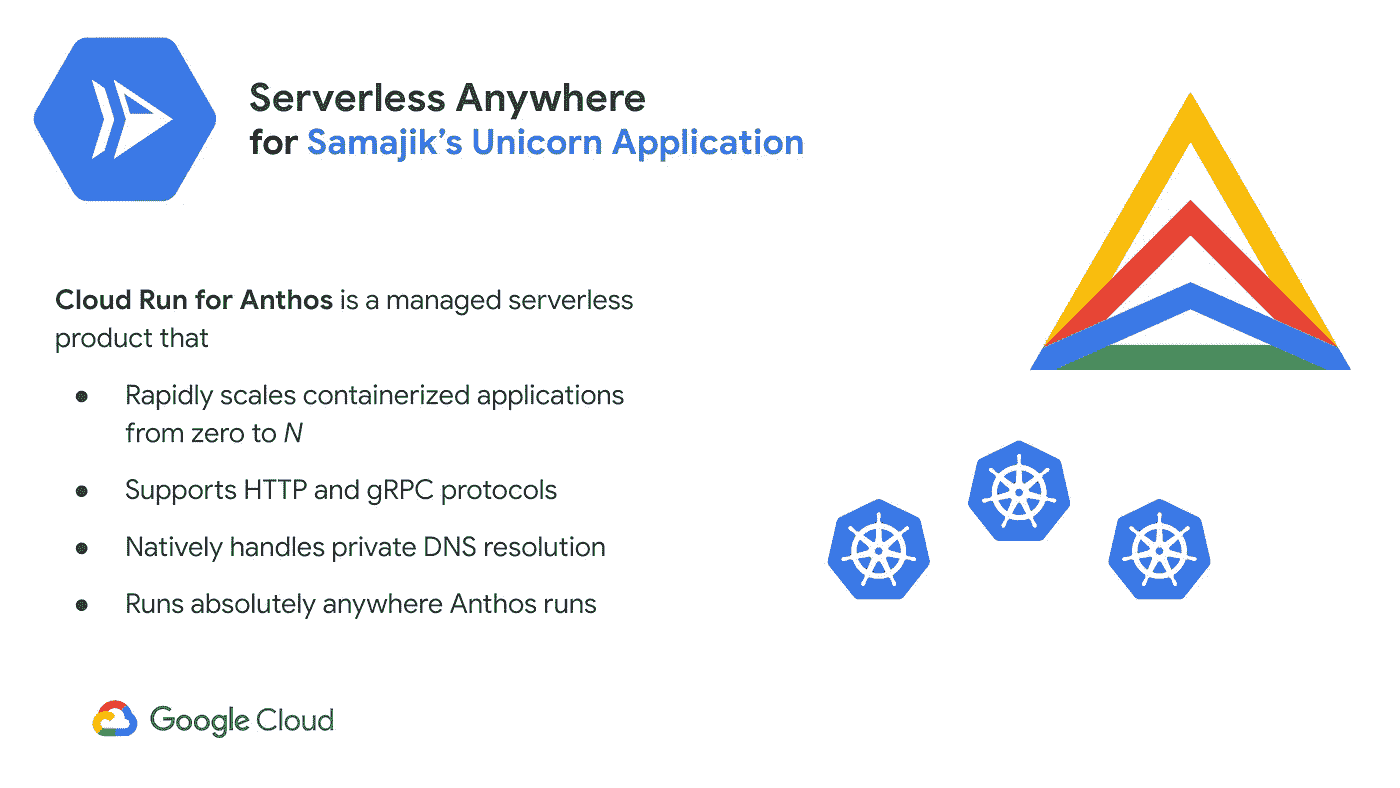 Serverless Anywhere
for Samajik’s Unicorn Application
Cloud Run for Anthos is a managed serverless
product that
● Rapidly scales containerized applications
from zero to N
● Supports HTTP and gRPC protocols
● Natively handles private DNS resolution
● Runs absolutely anywhere Anthos runs
Google Cloud